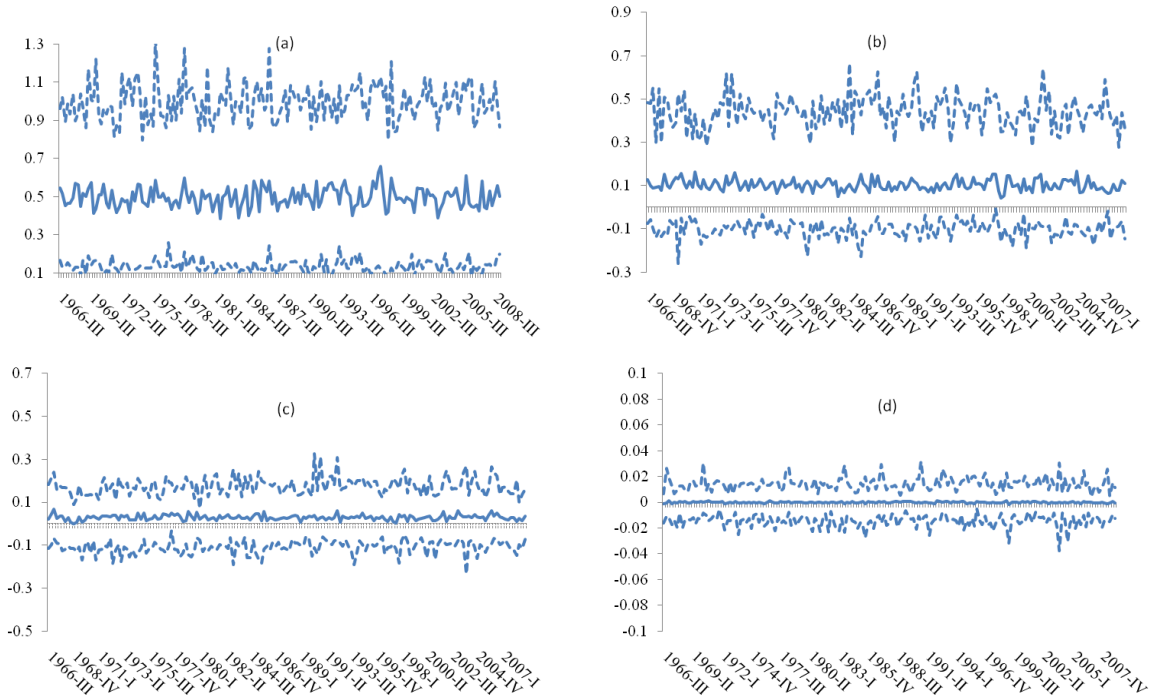 (a)
1.3
1.1
0.9
0.7
0.5
0.3
0.1
1966-III
1969-III
1972-III
1975-III
1978-III
1981-III
1984-III
1987-III
1990-III
1993-III
1996-III
1999-III
2002-III
2005-III
2008-III
(b)
0.9
0.7
0.5
0.3
0.1
-0.1
-0.3
1966-III
1968-IV
1971-I
1973-II
1975-III
1977-IV
1980-I
1982-II
1984-III
1986-IV
1989-I
1991-II
1993-III
1995-IV
1998-I
2000-II
2002-III
2004-IV
2007-I
(c)
0.7
0.5
0.3
0.1
-0.1
-0.3
-0.5
1966-III
1968-IV
1971-I
1973-II
1975-III
1977-IV
1980-I
1982-II
1984-III
1986-IV
1989-I
1991-II
1993-III
1995-IV
1998-I
2000-II
2002-III
2004-IV
2007-I
(d)
0.1
0.08
0.06
0.04
0.02
0
-0.02
-0.04
-0.06
-0.08
-0.1
1966-III
1969-II
1972-I
1974-IV
1977-III
1980-II
1983-I
1985-IV
1988-III
1991-II
1994-I
1996-IV
1999-III
2002-II
2005-I
2007-IV